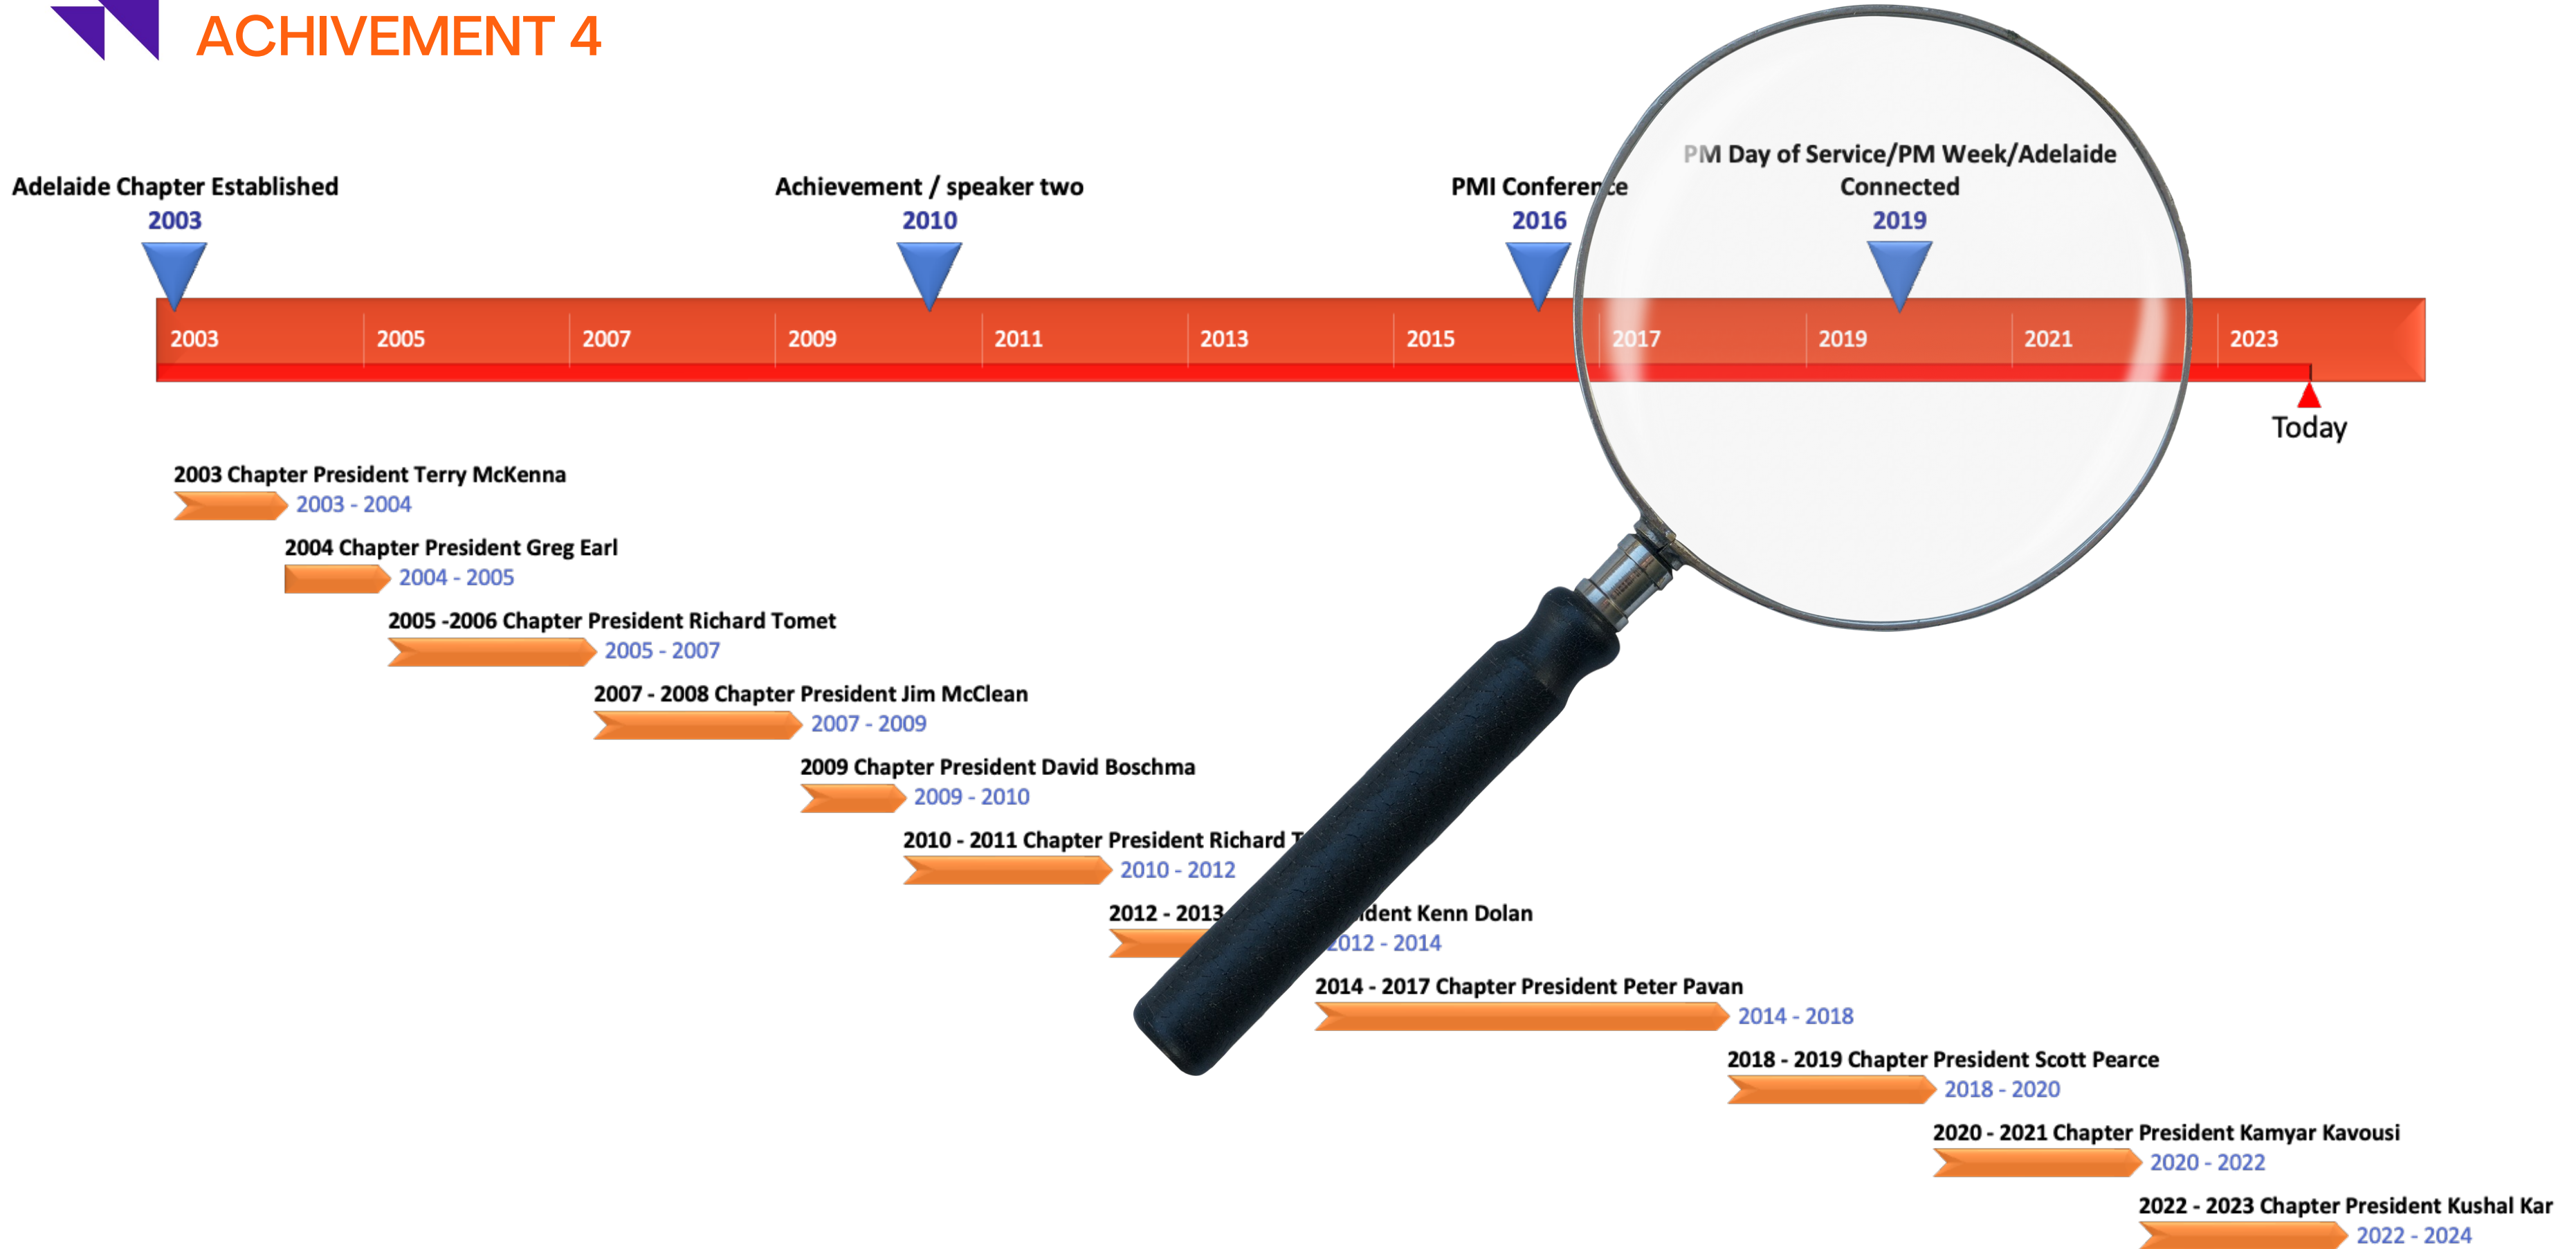 ACHIVEMENT 4
PM Day of Service/PM Week/Adelaide
Connected
2019
Adelaide Chapter Established
2003
Achievement / speaker two
2010
PMI Conference
2016
2003 2005 2007 2009 2011 2013 2015 2017 2019 2021 2023
Today
2003 Chapter President Terry McKenna
2003 - 2004
2004 Chapter President Greg Earl
2004 - 2005
2005 -2006 Chapter President Richard Tomet
2005 - 2007
2007 - 2008 Chapter President Jim McClean
2007 - 2009
2009 Chapter President David Boschma
2009 - 2010
2010 - 2011 Chapter President Richard
2010 - 2012
2012 - 2013 Kenn Dolan
2012 - 2014
2014 - 2017 Chapter President Peter Pavan
2014 - 2018
2018 - 2019 Chapter President Scott Pearce
2018 - 2020
2020 - 2021 Chapter President Kamyar Kavousi
2020 - 2022
2022 - 2023 Chapter President Kushal Kar
2022 - 2024